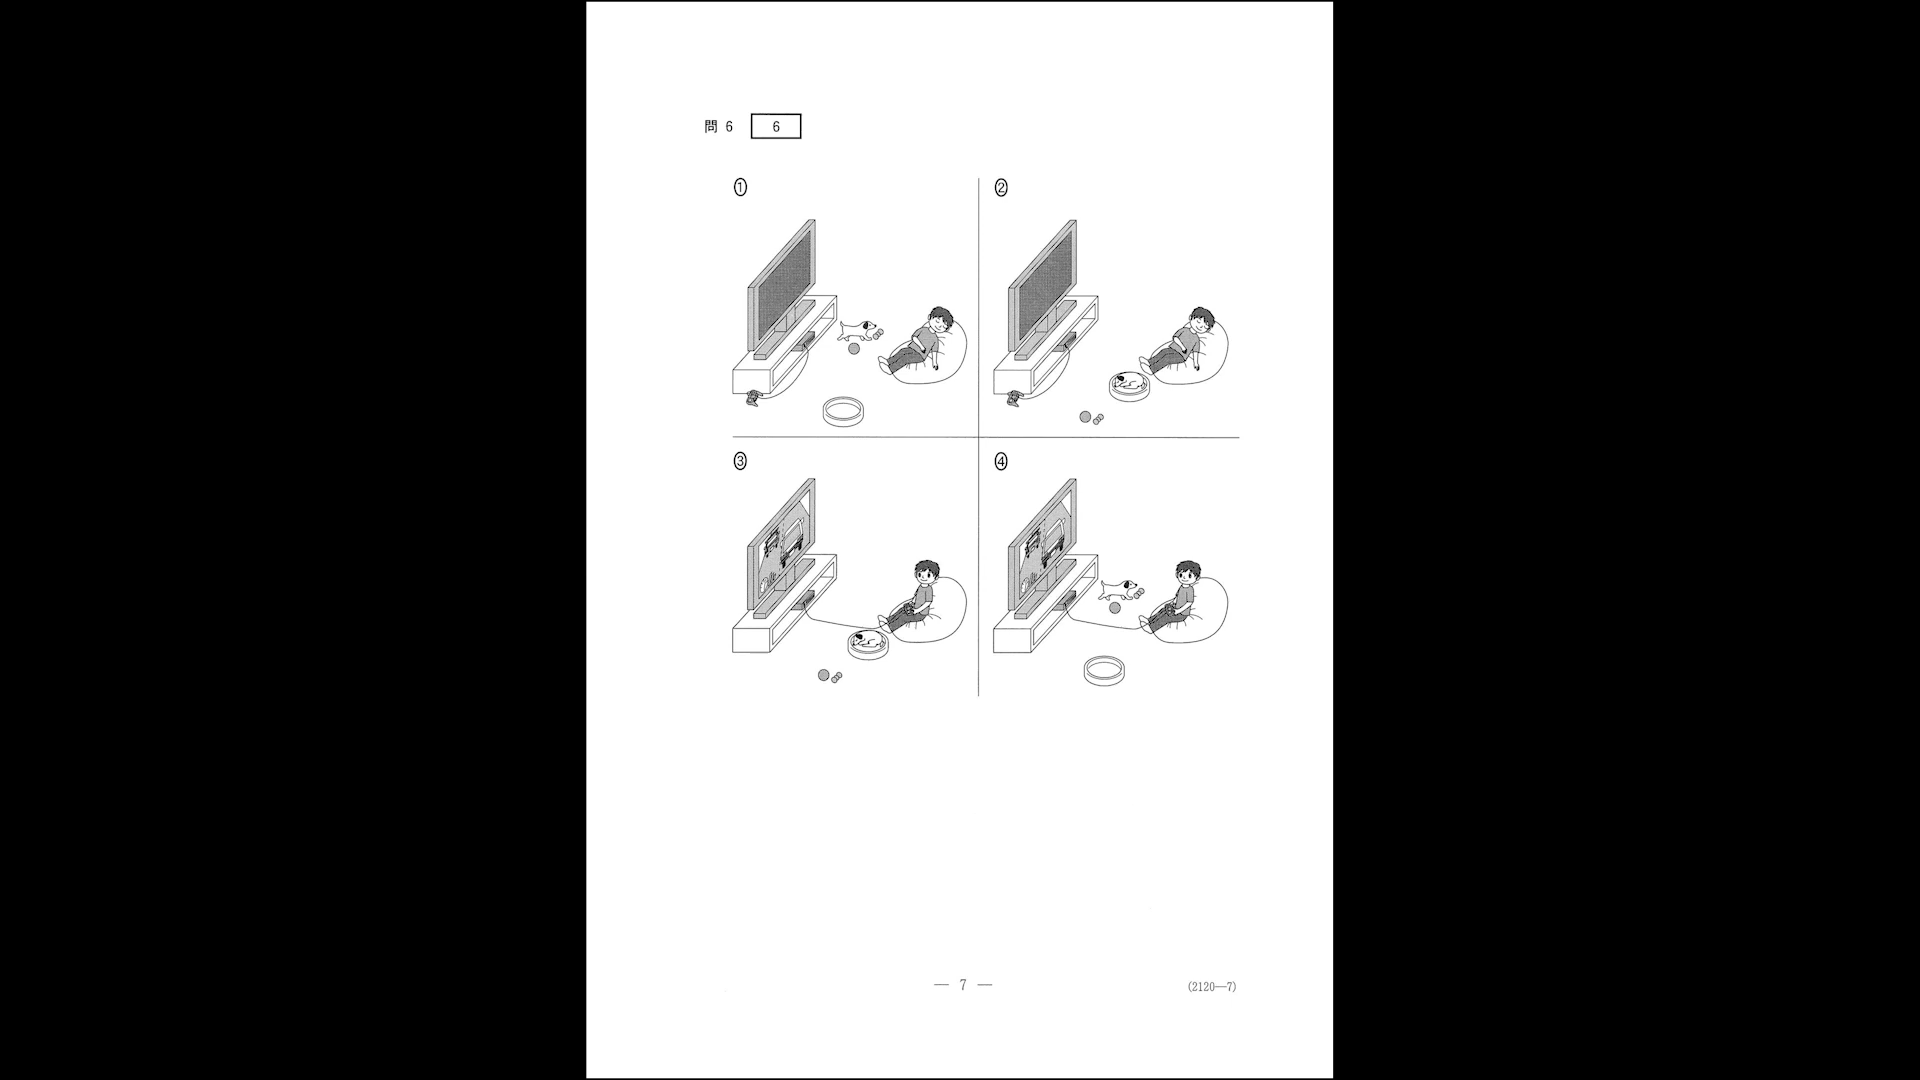 問 6 6
① ②
③ ④
— 7 —
(2120—7)